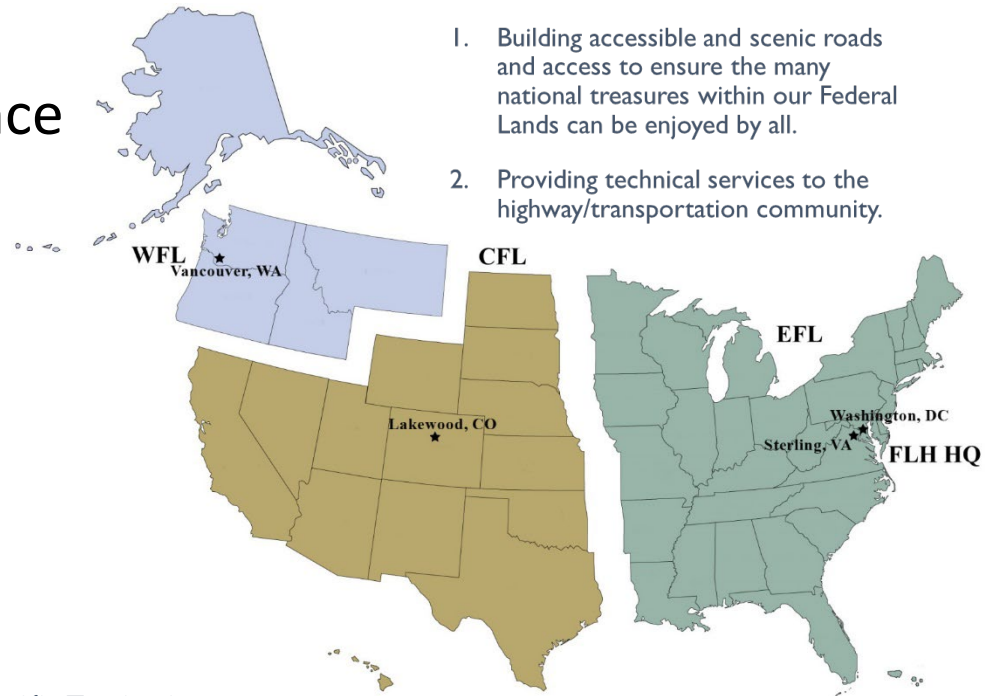 1. Building accessible and scenic roads
and access to ensure the many
national treasures within our Federal
Lands can be enjoyed by all.
2. Providing technical services to the
highway/transportation community.
WFL
Vancouver, WA
CFL
EFL
Lakewood, CO
Washington, DC
Sterling, VA
FLH HQ